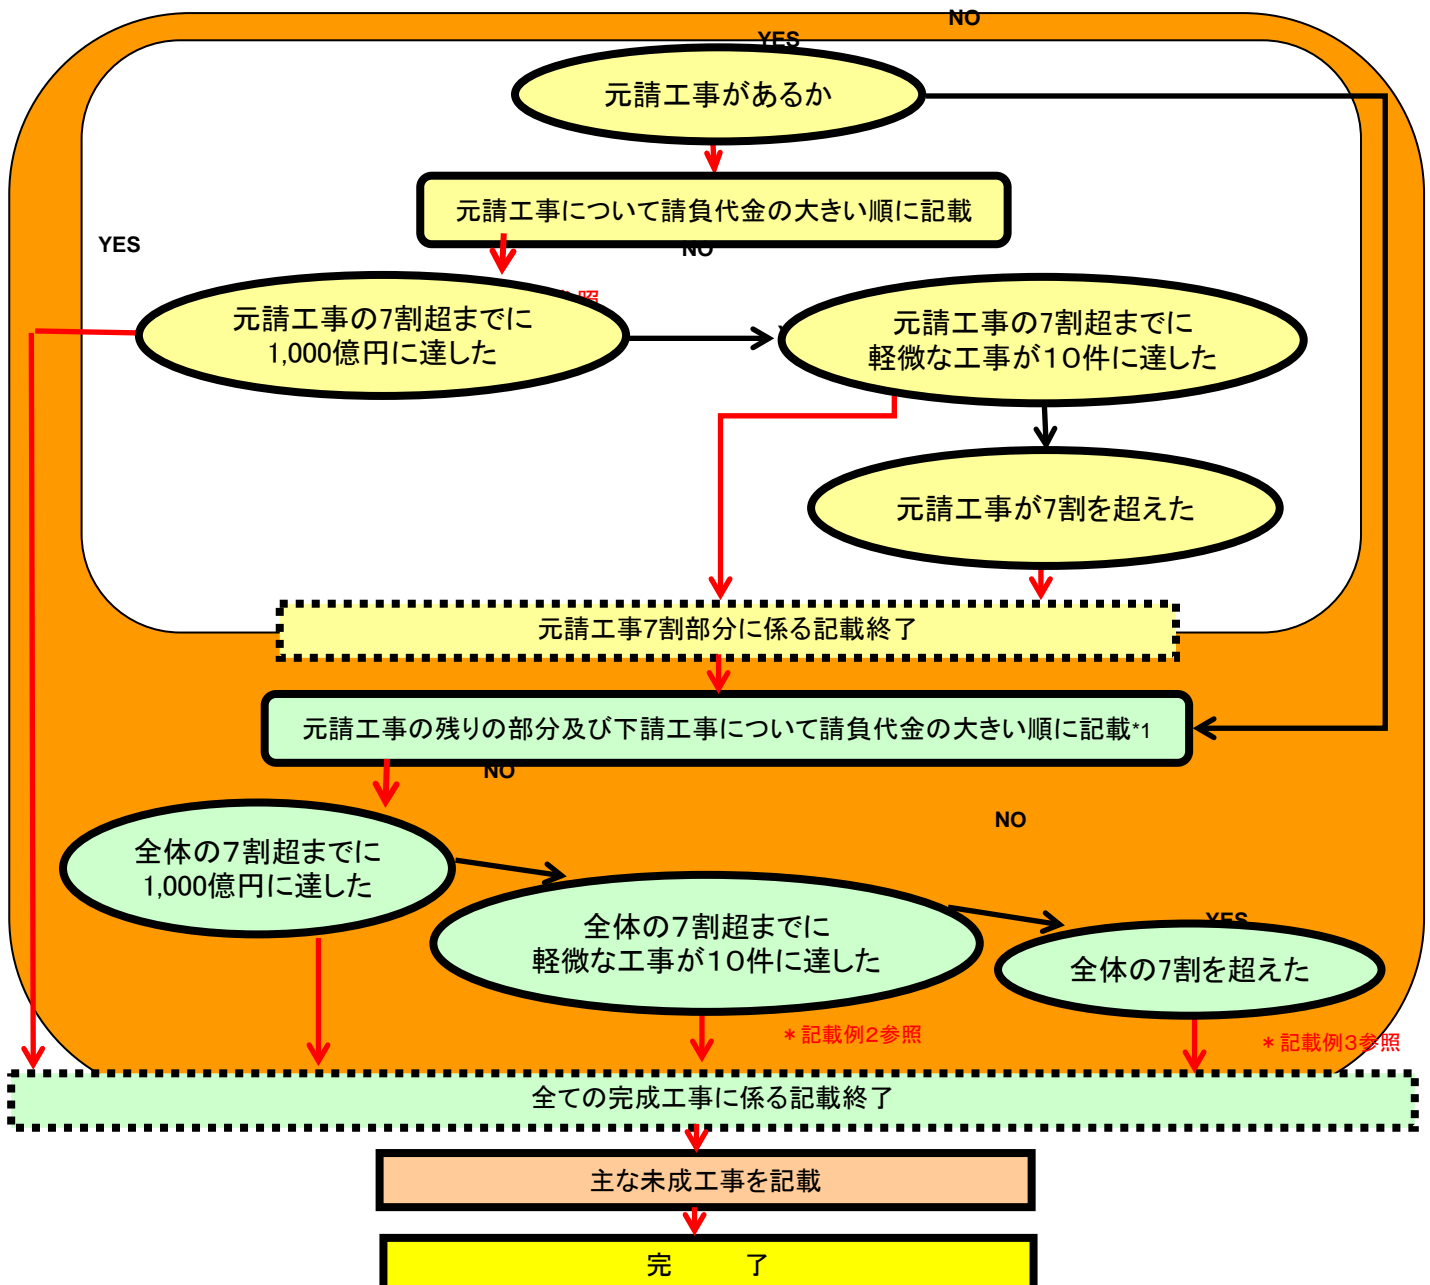 NO
YES
元請工事があるか
元請工事について請負代金の大きい順に記載
YES
NO
照
元請工事の7割超までに
1,000億円に達した
元請工事の7割超までに
軽微な工事が10件に達した
元請工事が7割を超えた
元請工事7割部分に係る記載終了
元請工事の残りの部分及び下請工事について請負代金の大きい順に記載*1
NO
NO
全体の7割超までに
1,000億円に達した
全体の7割超までに
軽微な工事が10件に達した
YES
全体の7割を超えた
*記載例2参照
*記載例3参照
全ての完成工事に係る記載終了
主な未成工事を記載
完 了